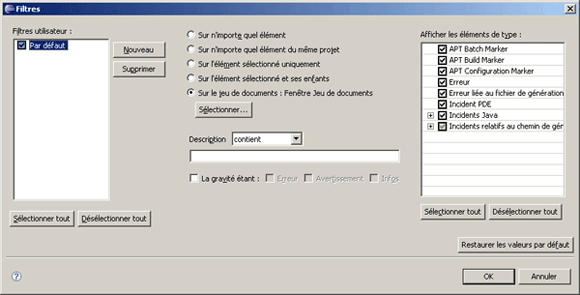 Filtres
Filtres utilisateur :
Par défaut
Nouveau
Supprimer
Sélectionner tout
Désélectionner tout
Sur n'importe quel élément
Sur n'importe quel élément du même projet
Sur l'élément sélectionné uniquement
Sur l'élément sélectionné et ses enfants
Sur le jeu de documents : Fenêtre Jeu de documents
Sélectionner...
Description
contient
La gravité étant :
Erreur
Avertissement
Infos
Afficher les éléments de type :
APT Batch Marker
APT Build Marker
APT Configuration Marker
Erreur
Erreur liée au fichier de génération
Incident PDE
Incidents Java
Incidents relatifs au chemin de gér
Sélectionner tout
Désélectionner tout
Restaurer les valeurs par défaut
?
OK
Annuler